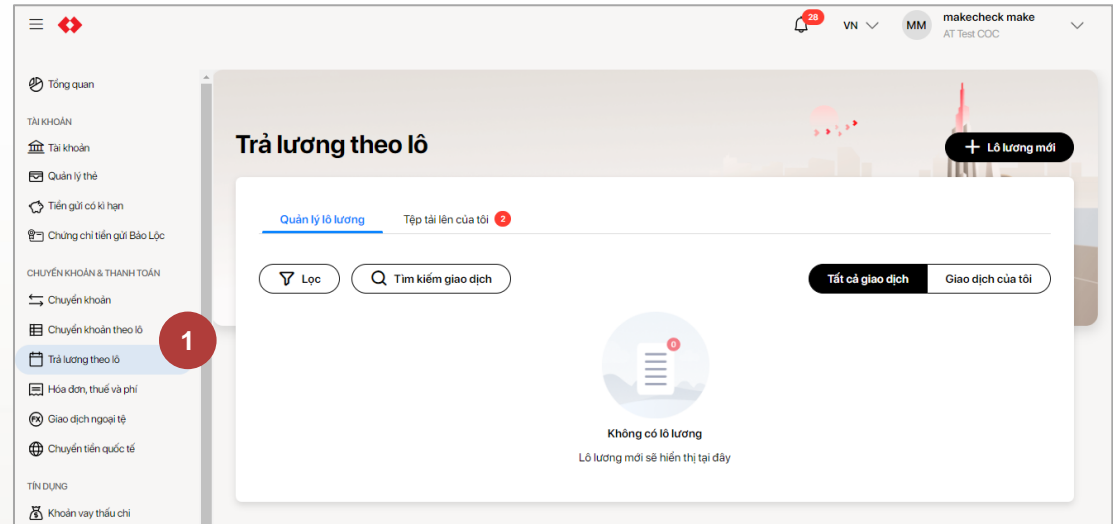 28
VN
MM
makecheck make
AT Test COC
Tổng quan
TÀI KHOẢN
Tài khoản
Quản lý thẻ
Tiền gửi có kì hạn
Chứng chỉ tiền gửi Bảo Lộc
CHUYỂN KHOẢN & THANH TOÁN
Chuyển khoản
Chuyển khoản theo lô
1
Trả lương theo lô
Hóa đơn, thuế và phí
FX
Giao dịch ngoại tệ
Chuyển tiền quốc tế
TÍN DỤNG
Khoản vay thấu chi
Trả lương theo lô
Lô lương mới
Quản lý lô lương
Tệp tải lên của tôi 2
Lọc
Tìm kiếm giao dịch
Tất cả giao dịch
Giao dịch của tôi
0
Không có lô lương
Lô lương mới sẽ hiển thị tại đây